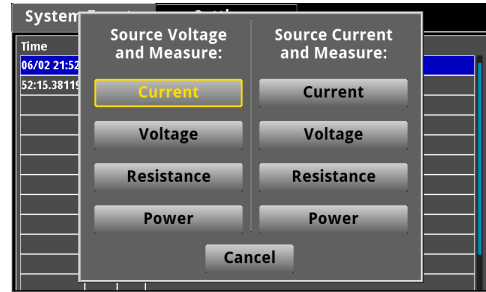 System
Time
06/02 21:52
52:15.38119
Source Voltage
and Measure:
Current
Voltage
Resistance
Power
Source Current
and Measure:
Current
Voltage
Resistance
Power
Cancel